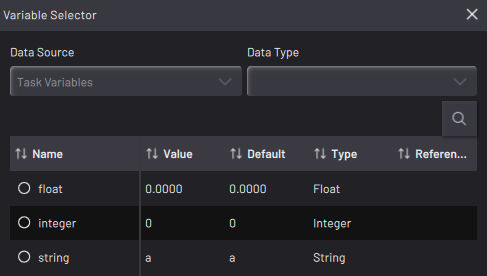 Variable Selector
Data Source Data Type
Task Variables
Name Value Default Type Referen...
float 0.0000 0.0000 Float
integer 0 0 Integer
string a a String